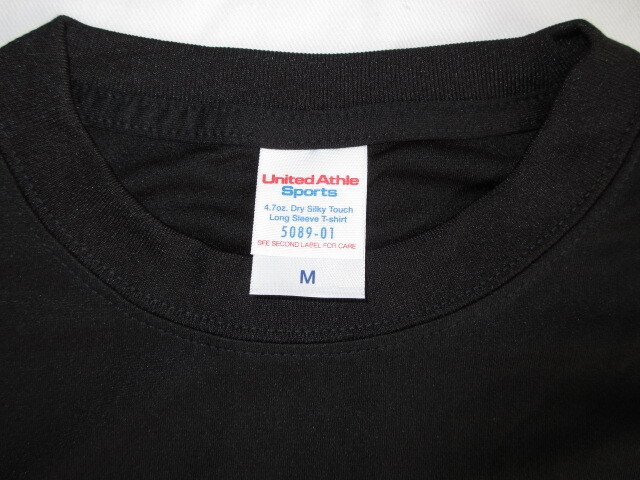 United Athle
Sports
4.7oz. Dry Silky Touch
Long Sleeve T-shirt
5089-01
SEE SECOND LABEL FOR CARE
M